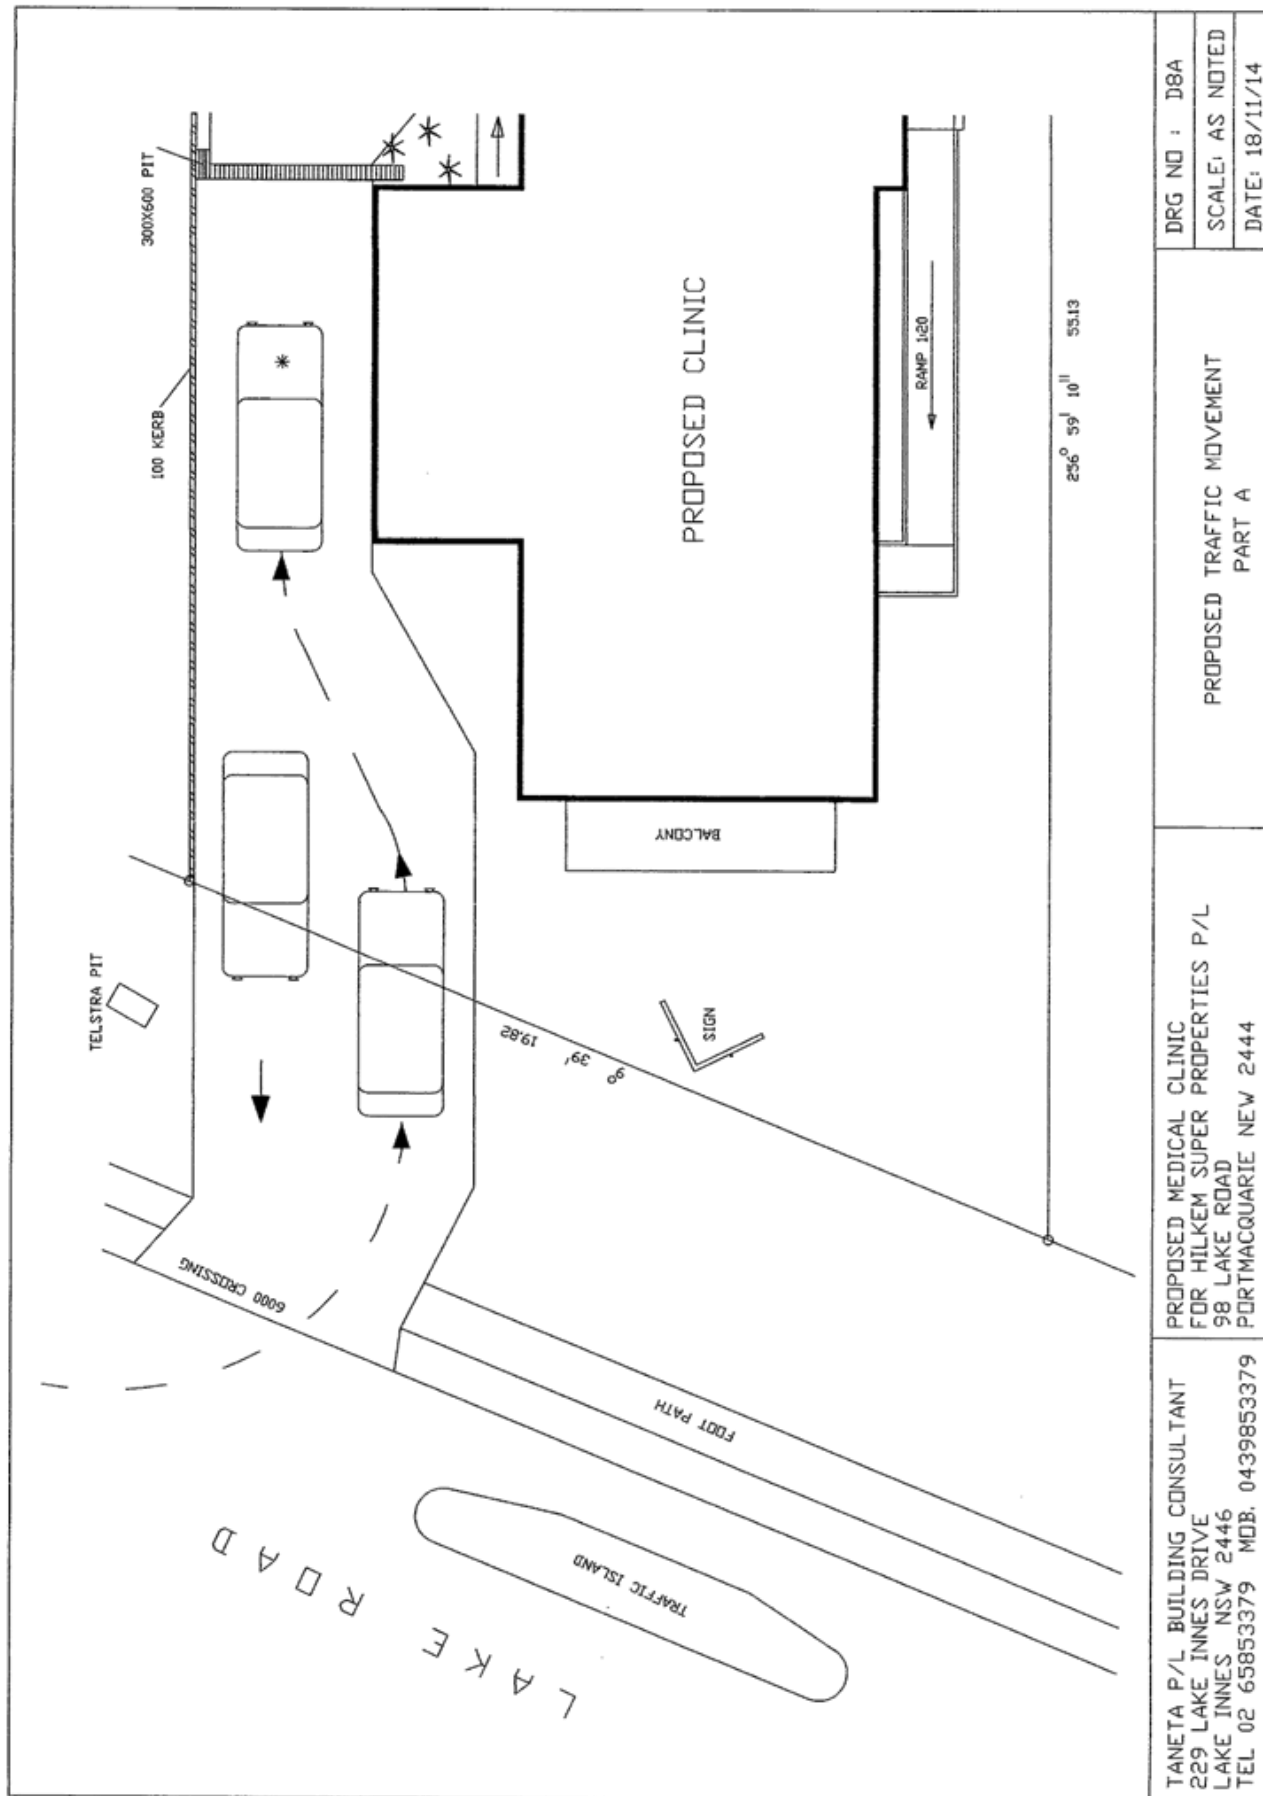 300X600 PIT
100 KERB
TELSTRA PIT
6000 CROSSING
PROPOSED CLINIC
BALCONY
RAMP 1:20
256° 59' 10" 55.13
9° 39' 19.82
SIGN
FOOT PATH
TRAFFIC ISLAND
LAKE ROAD
TANETA P/L BUILDING CONSULTANT
229 LAKE INNES DRIVE
LAKE INNES NSW 2446
TEL 02 65853379 MOB. 0439853379
PROPOSED MEDICAL CLINIC
FOR HILKEM SUPER PROPERTIES P/L
98 LAKE ROAD
PORTMACQUARIE NEW 2444
PROPOSED TRAFFIC MOVEMENT
PART A
DRG NO : D8A
SCALE: AS NOTED
DATE: 18/11/14